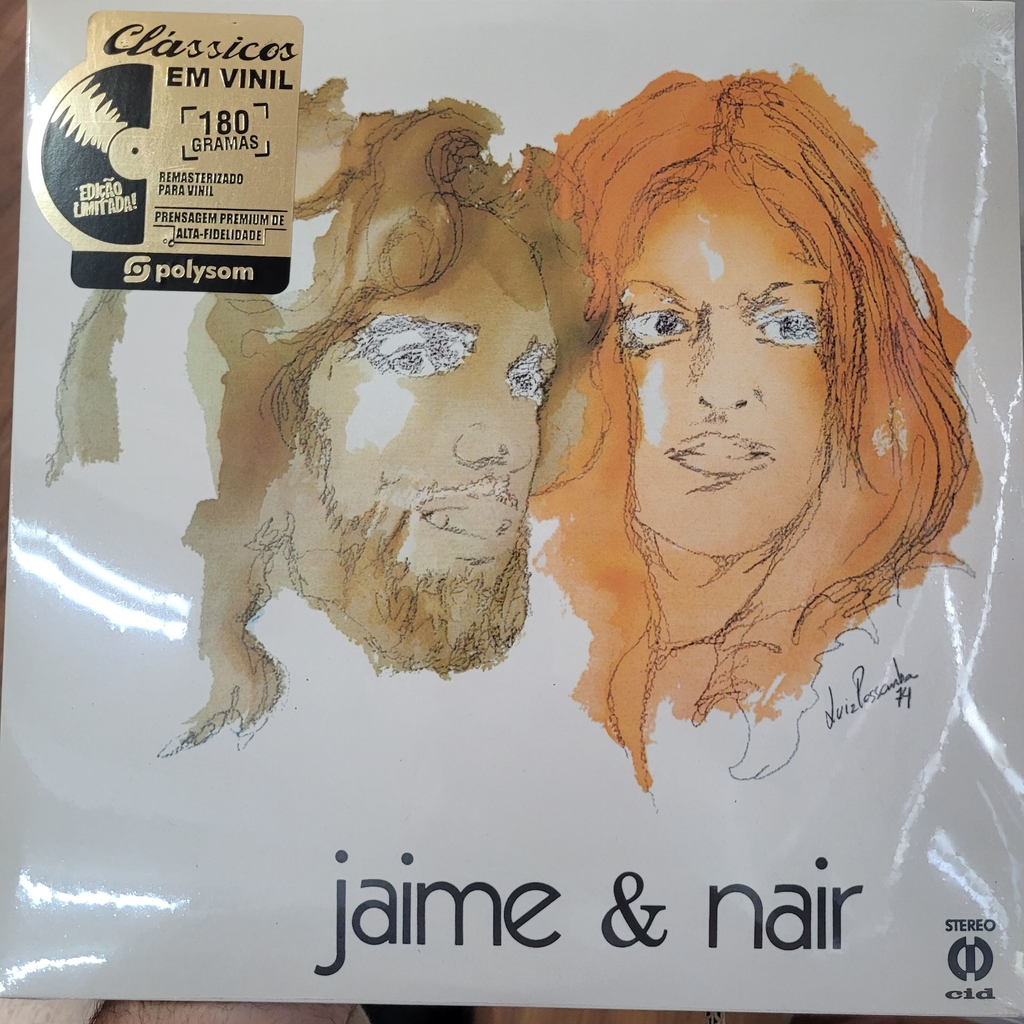 Clássicos
EM VINIL
180
GRAMAS
EDIÇÃO
LIMITADA!
REMASTERIZADO
PARA VINIL
PRENSAGEM PREMIUM DE
ALTA-FIDELIDADE
polysom
Luiz Possanha
74
jaime & nair
STEREO
cid